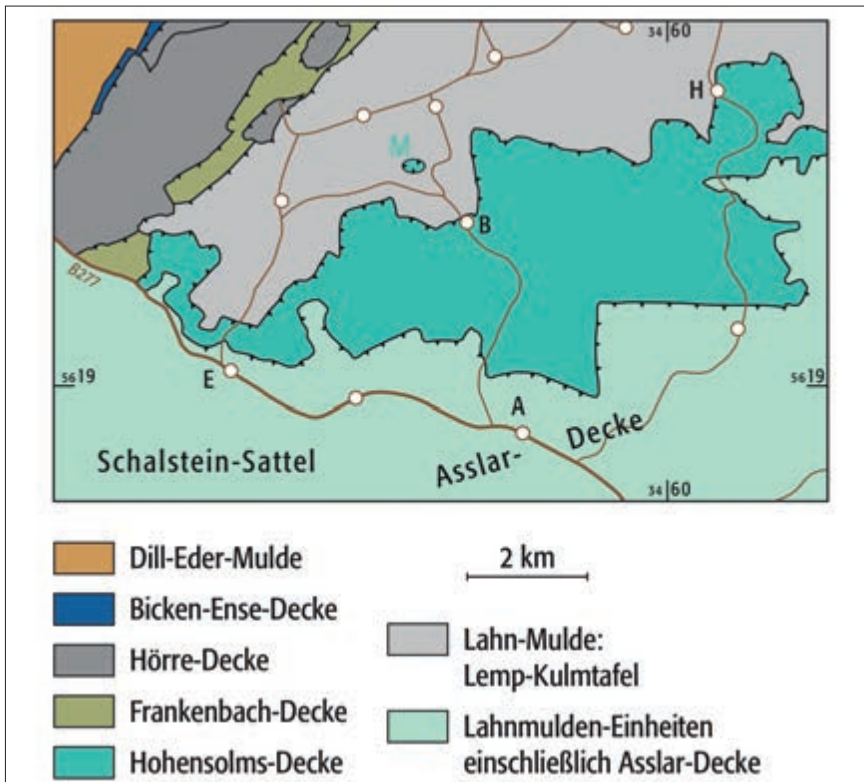 34 60
H
M
B
B277
56 19
56 19
E
A
Asslar-
Decke
Schalstein-Sattel
34 60
Dill-Eder-Mulde
Bicken-Ense-Decke
Hörre-Decke
Frankenbach-Decke
Hohensolms-Decke
2 km
Lahn-Mulde:
Lemp-Kulmtafel
Lahnmulden-Einheiten
einschließlich Asslar-Decke